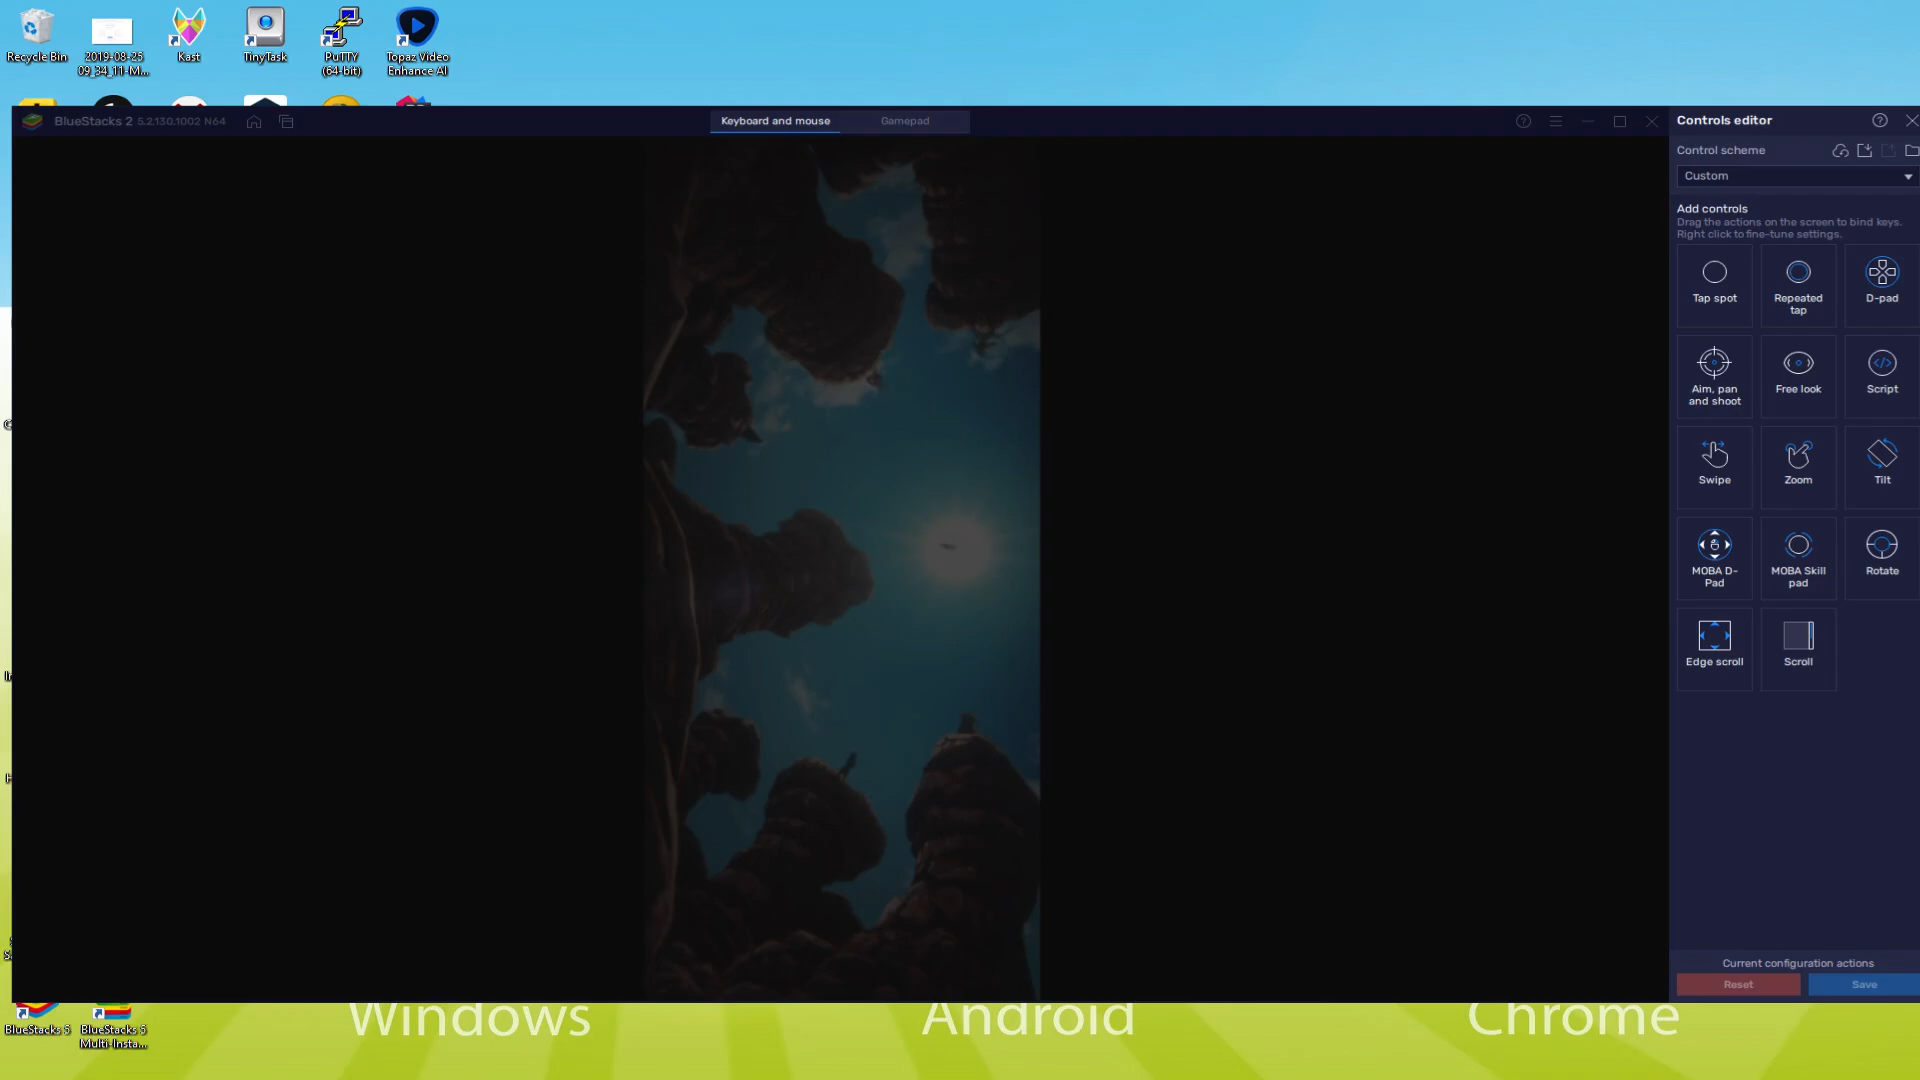 Recycle Bin
2019-08-25
09_34_11-M...
Kast
TinyTask
PuTTY
(64-bit)
Topaz Video
Enhance AI
BlueStacks 2 5.2.130.1002 N64
Keyboard and mouse
Gamepad
Controls editor
Control scheme
Custom
Add controls
Drag the actions on the screen to bind keys.
Right click to fine-tune settings.
Tap spot
Repeated
tap
D-pad
Aim, pan
and shoot
Free look
Script
Swipe
Zoom
Tilt
MOBA D-
Pad
MOBA Skill
pad
Rotate
Edge scroll
Scroll
Current configuration actions
Reset
Save
BlueStacks 5
BlueStacks 5
Multi-Insta...
Windows
Android
Chrome